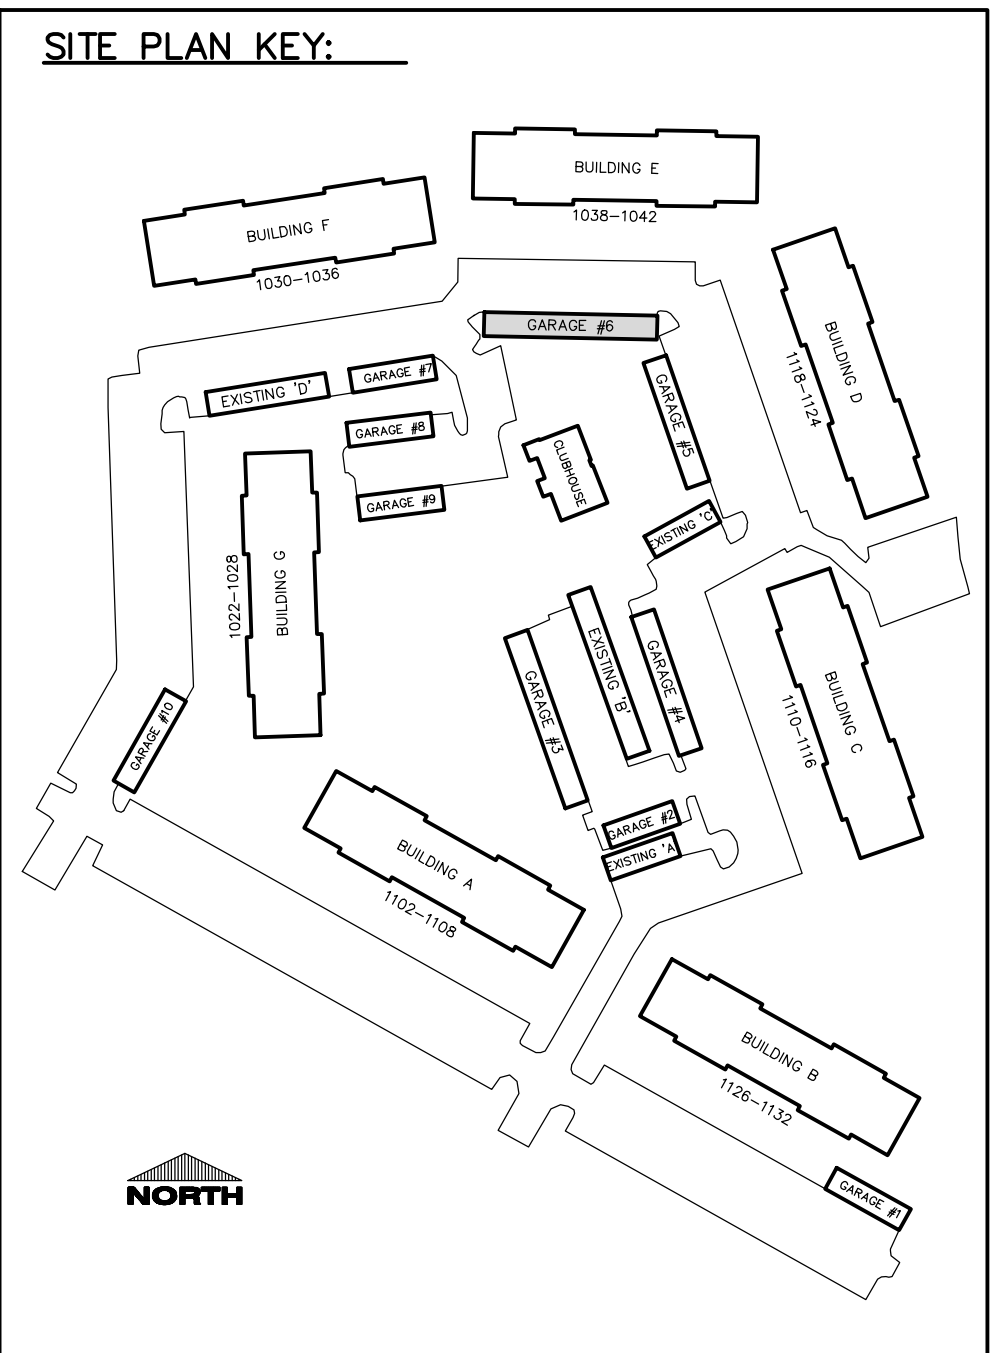 SITE PLAN KEY:
BUILDING E
1038-1042
BUILDING F
1030-1036
GARAGE #6
BUILDING D
1118-1124
GARAGE #7
EXISTING 'D'
GARAGE #8
GARAGE #5
CLUBHOUSE
GARAGE #9
EXISTING 'C'
BUILDING G
1022-1028
EXISTING 'B'
GARAGE #4
GARAGE #3
BUILDING C
1110-1116
GARAGE #10
GARAGE #2
EXISTING 'A
BUILDING A
1102-1108
BUILDING B
1126-1132
NORTH
GARAGE #1